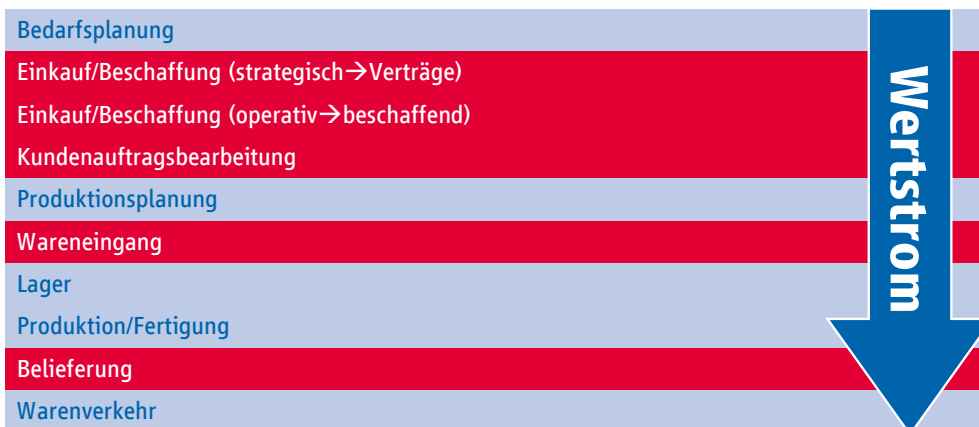 Bedarfsplanung
Einkauf/Beschaffung (strategisch→Verträge)
Einkauf/Beschaffung (operativ→beschaffend)
Kundenauftragsbearbeitung
Produktionsplanung
Wareneingang
Lager
Produktion/Fertigung
Belieferung
Warenverkehr
Wertstrom